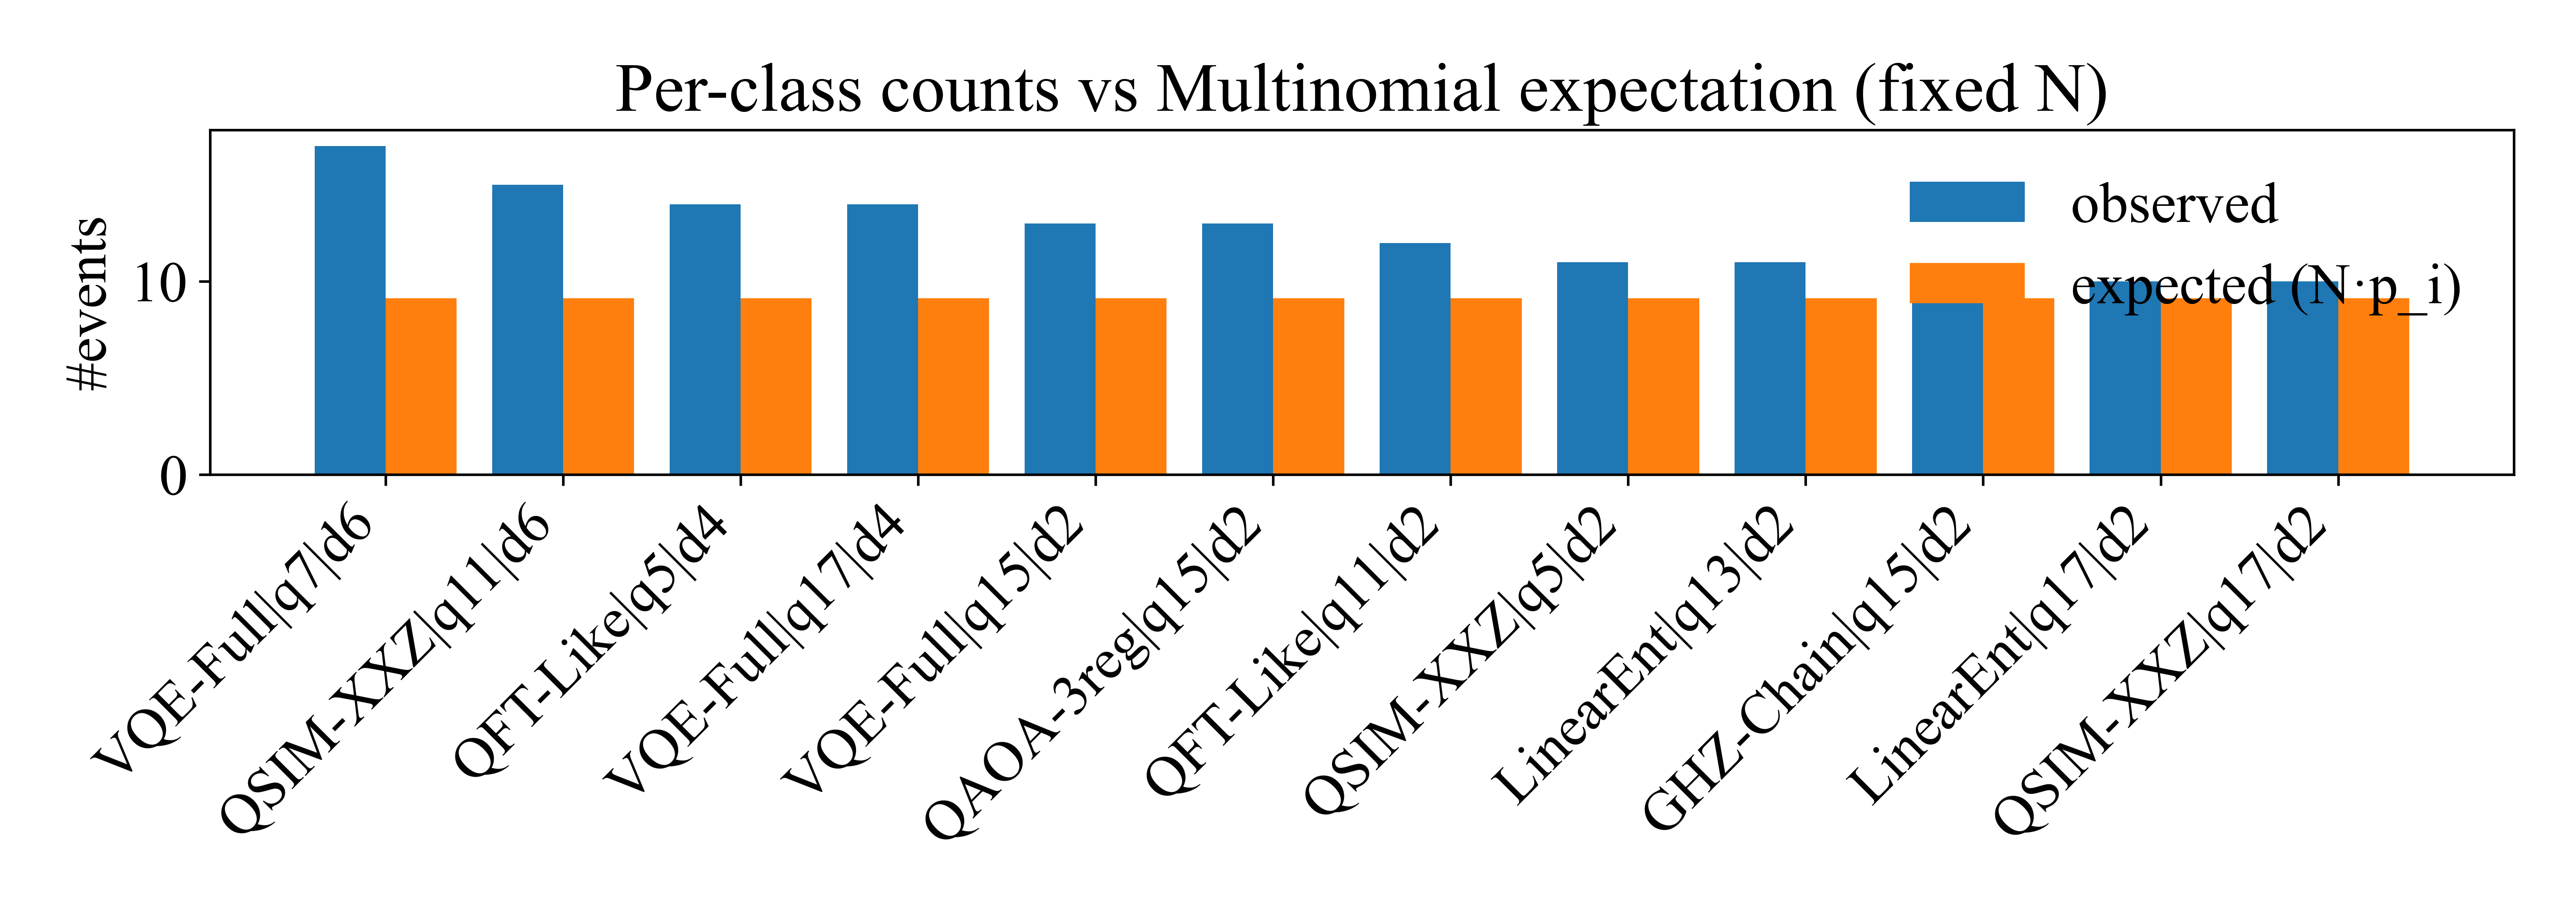 Per-class counts vs Multinomial expectation (fixed N)
#events
10
0
observed
expected (N·p_i)
VQE-Full|q7|d6
QSIM-XXZ|q11|d6
QFT-Like|q5|d4
VQE-Full|q17|d4
VQE-Full|q15|d2
QAOA-3reg|q15|d2
QFT-Like|q11|d2
QSIM-XXZ|q5|d2
LinearEnt|q13|d2
GHZ-Chain|q15|d2
LinearEnt|q17|d2
QSIM-XXZ|q17|d2